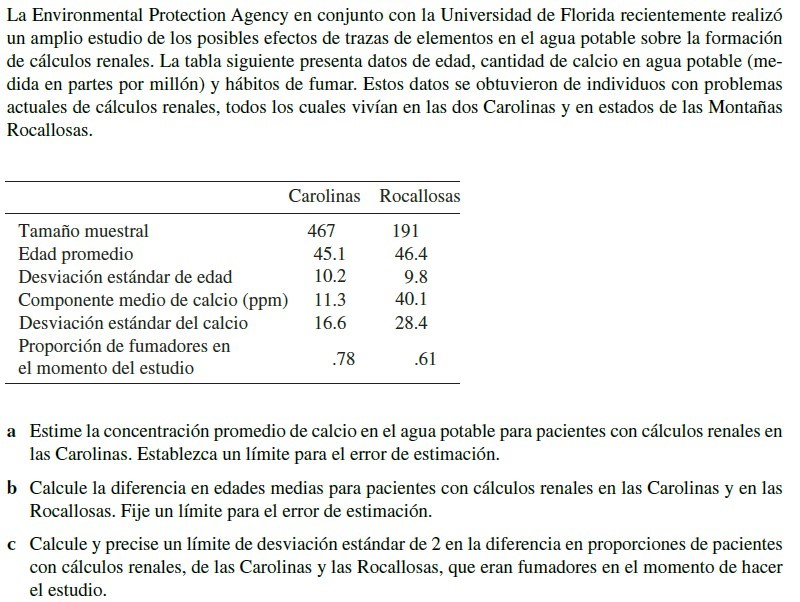 La Environmental Protection Agency en conjunto con la Universidad de Florida recientemente realizó
un amplio estudio de los posibles efectos de trazas de elementos en el agua potable sobre la formación
de cálculos renales. La tabla siguiente presenta datos de edad, cantidad de calcio en agua potable (me-
dida en partes por millón) y hábitos de fumar. Estos datos se obtuvieron de individuos con problemas
actuales de cálculos renales, todos los cuales vivían en las dos Carolinas y en estados de las Montañas
Rocallosas.
Carolinas Rocallosas
Tamaño muestral 467 191
Edad promedio 45.1 46.4
Desviación estándar de edad 10.2 9.8
Componente medio de calcio (ppm) 11.3 40.1
Desviación estándar del calcio 16.6 28.4
Proporción de fumadores en
el momento del estudio .78 .61
a Estime la concentración promedio de calcio en el agua potable para pacientes con cálculos renales en
las Carolinas. Establezca un límite para el error de estimación.
b Calcule la diferencia en edades medias para pacientes con cálculos renales en las Carolinas y en las
Rocallosas. Fije un límite para el error de estimación.
c Calcule y precise un límite de desviación estándar de 2 en la diferencia en proporciones de pacientes
con cálculos renales, de las Carolinas y las Rocallosas, que eran fumadores en el momento de hacer
el estudio.